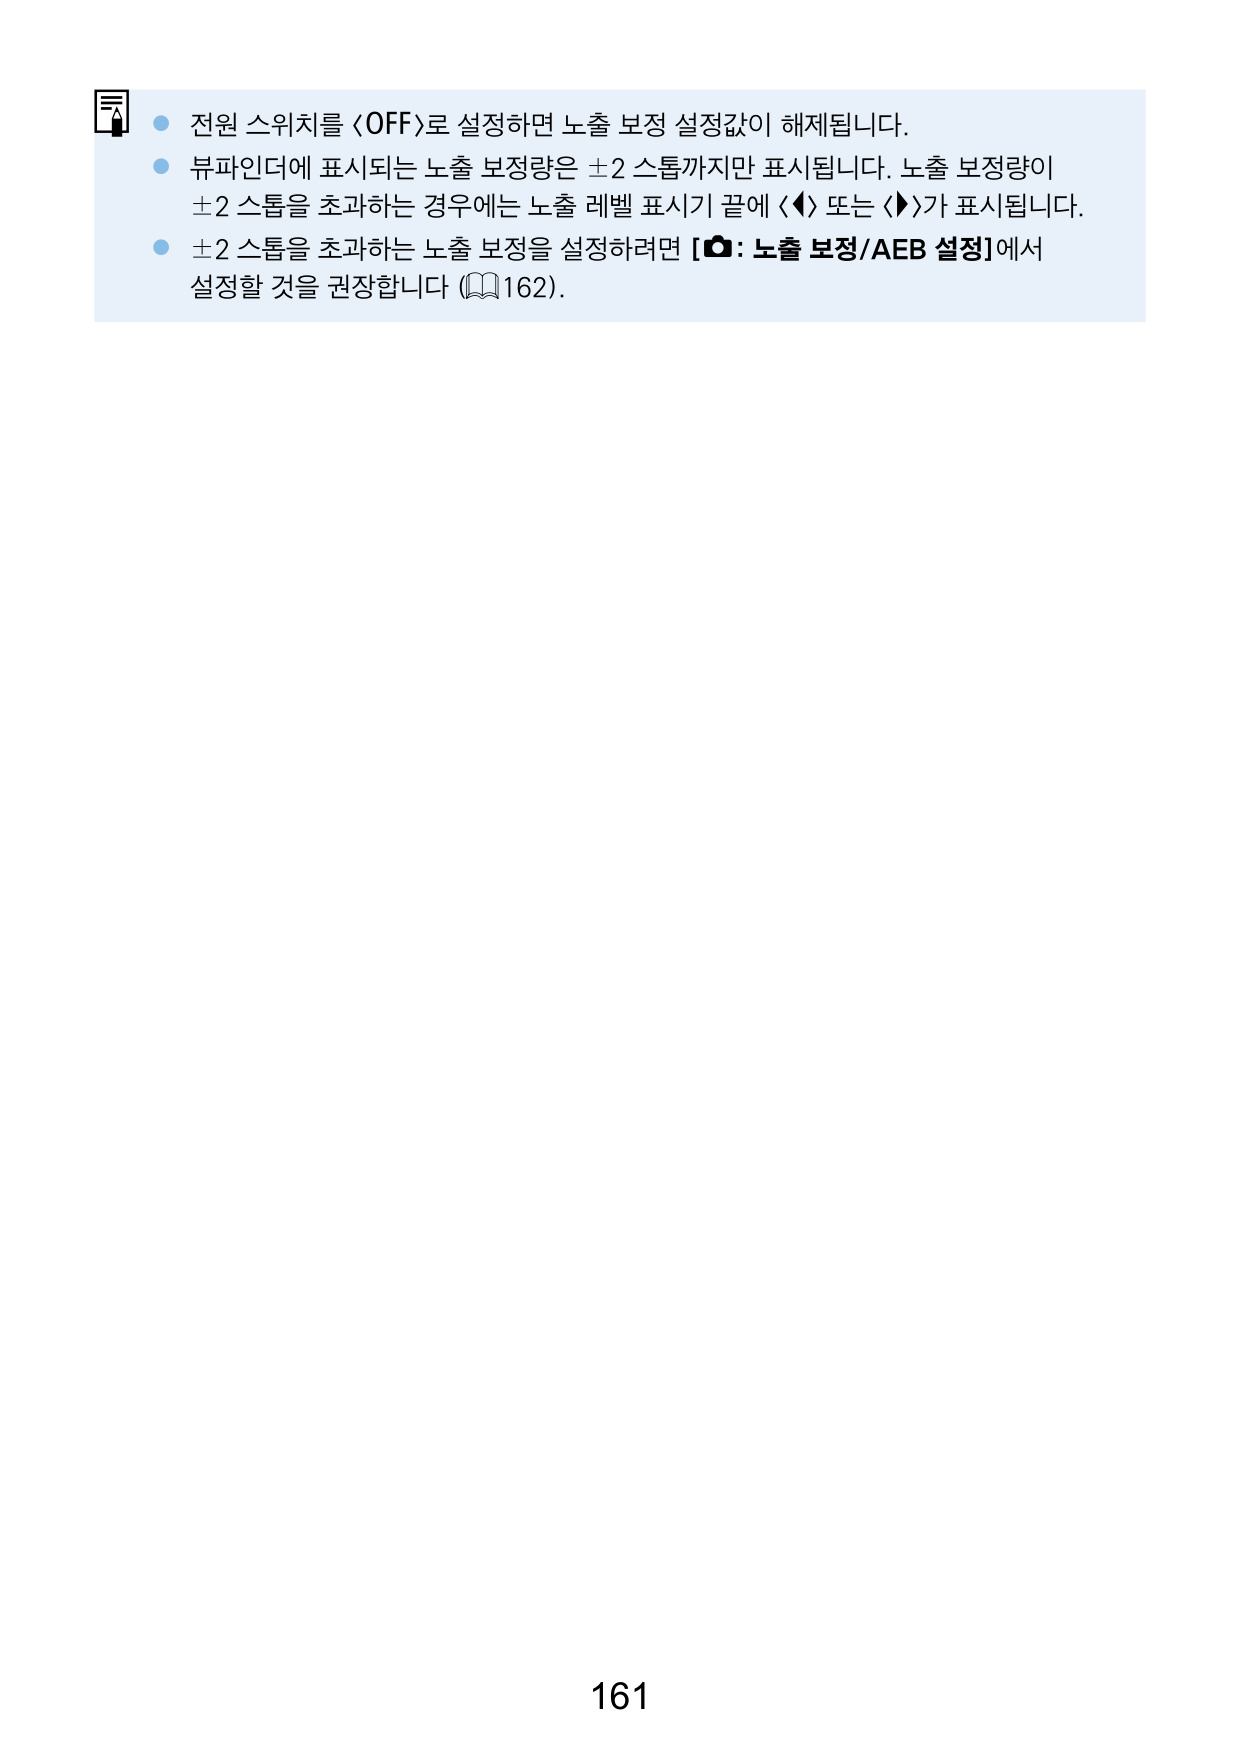 ● 전원 스위치를 〈OFF〉로 설정하면 노출 보정 설정값이 해제됩니다.
● 뷰파인더에 표시되는 노출 보정량은 ±2 스톱까지만 표시됩니다. 노출 보정량이
±2 스톱을 초과하는 경우에는 노출 레벨 표시기 끝에 〈◀〉 또는 〈▶〉가 표시됩니다.
● ±2 스톱을 초과하는 노출 보정을 설정하려면 [📷: 노출 보정/AEB 설정]에서
설정할 것을 권장합니다 (📖162).
161